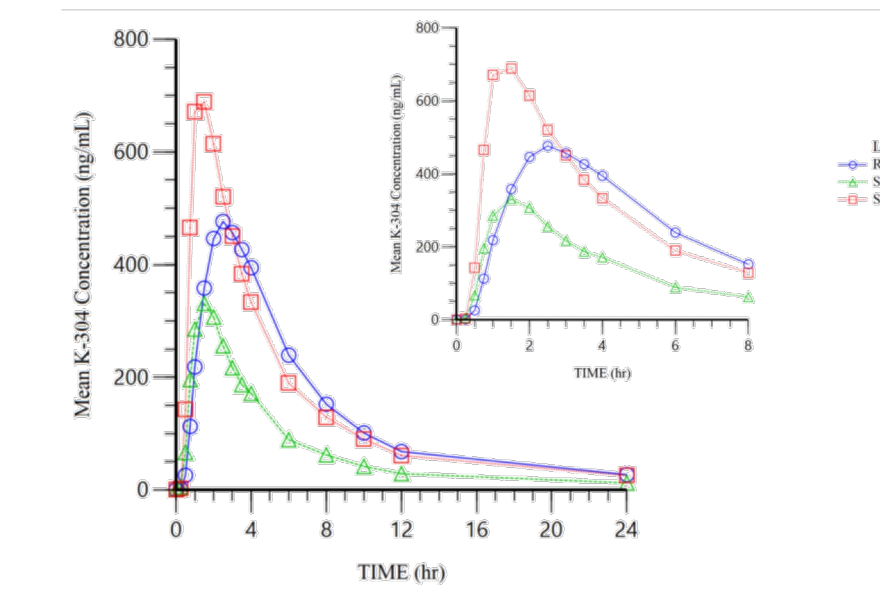 800
600
400
200
0
0 4 8 12 16 20 24
Mean K-304 Concentration (ng/mL)
TIME (hr)
800
600
400
200
0
0 2 4 6 8
Mean K-304 Concentration (ng/mL)
TIME (hr)
L
R
S
S